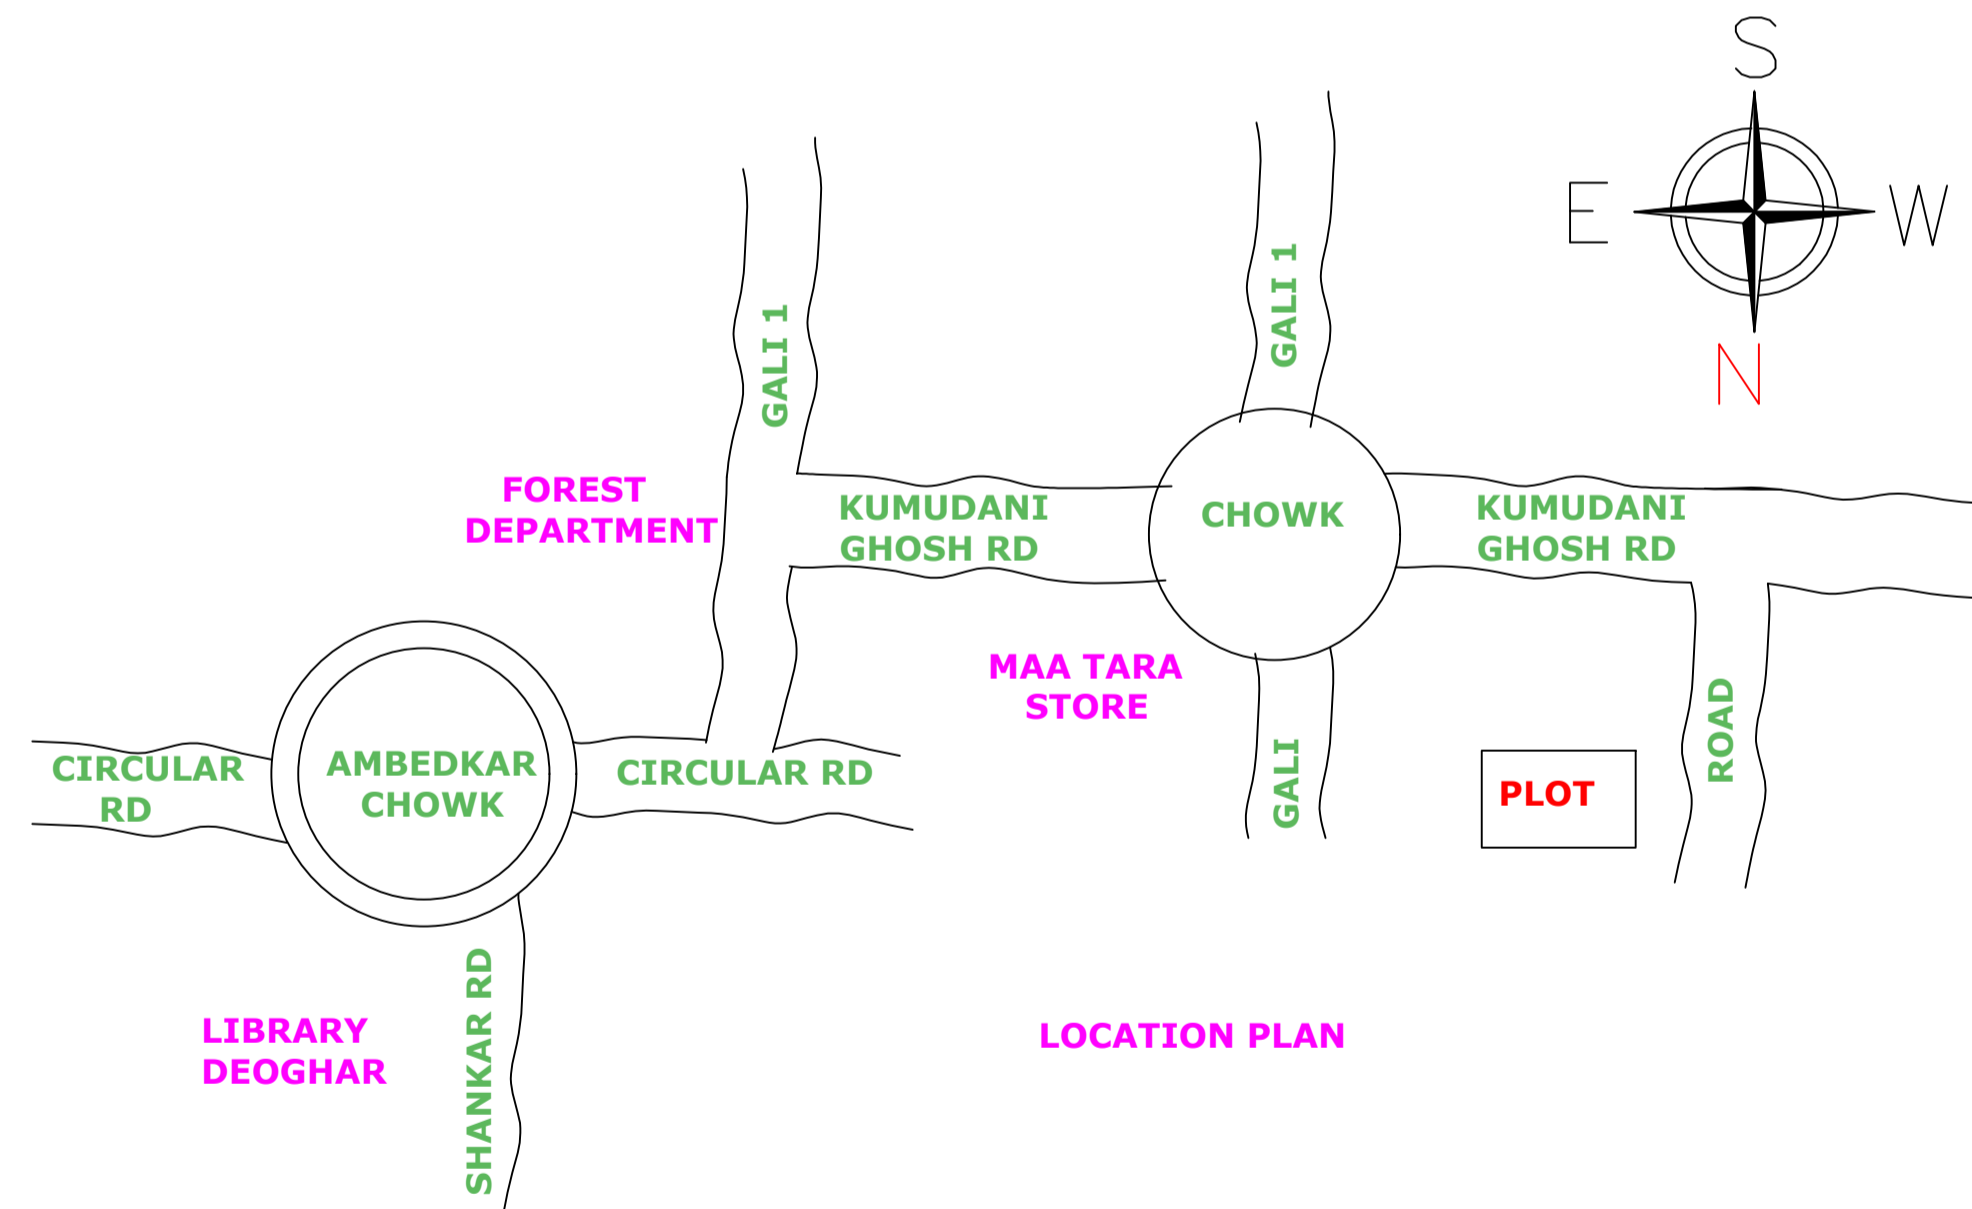 S
E
W
N
GALI 1
GALI 1
FOREST
DEPARTMENT
KUMUDANI
GHOSH RD
CHOWK
KUMUDANI
GHOSH RD
MAA TARA
STORE
CIRCULAR
RD
AMBEDKAR
CHOWK
CIRCULAR RD
GALI
PLOT
ROAD
LIBRARY
DEOGHAR
SHANKAR RD
LOCATION PLAN